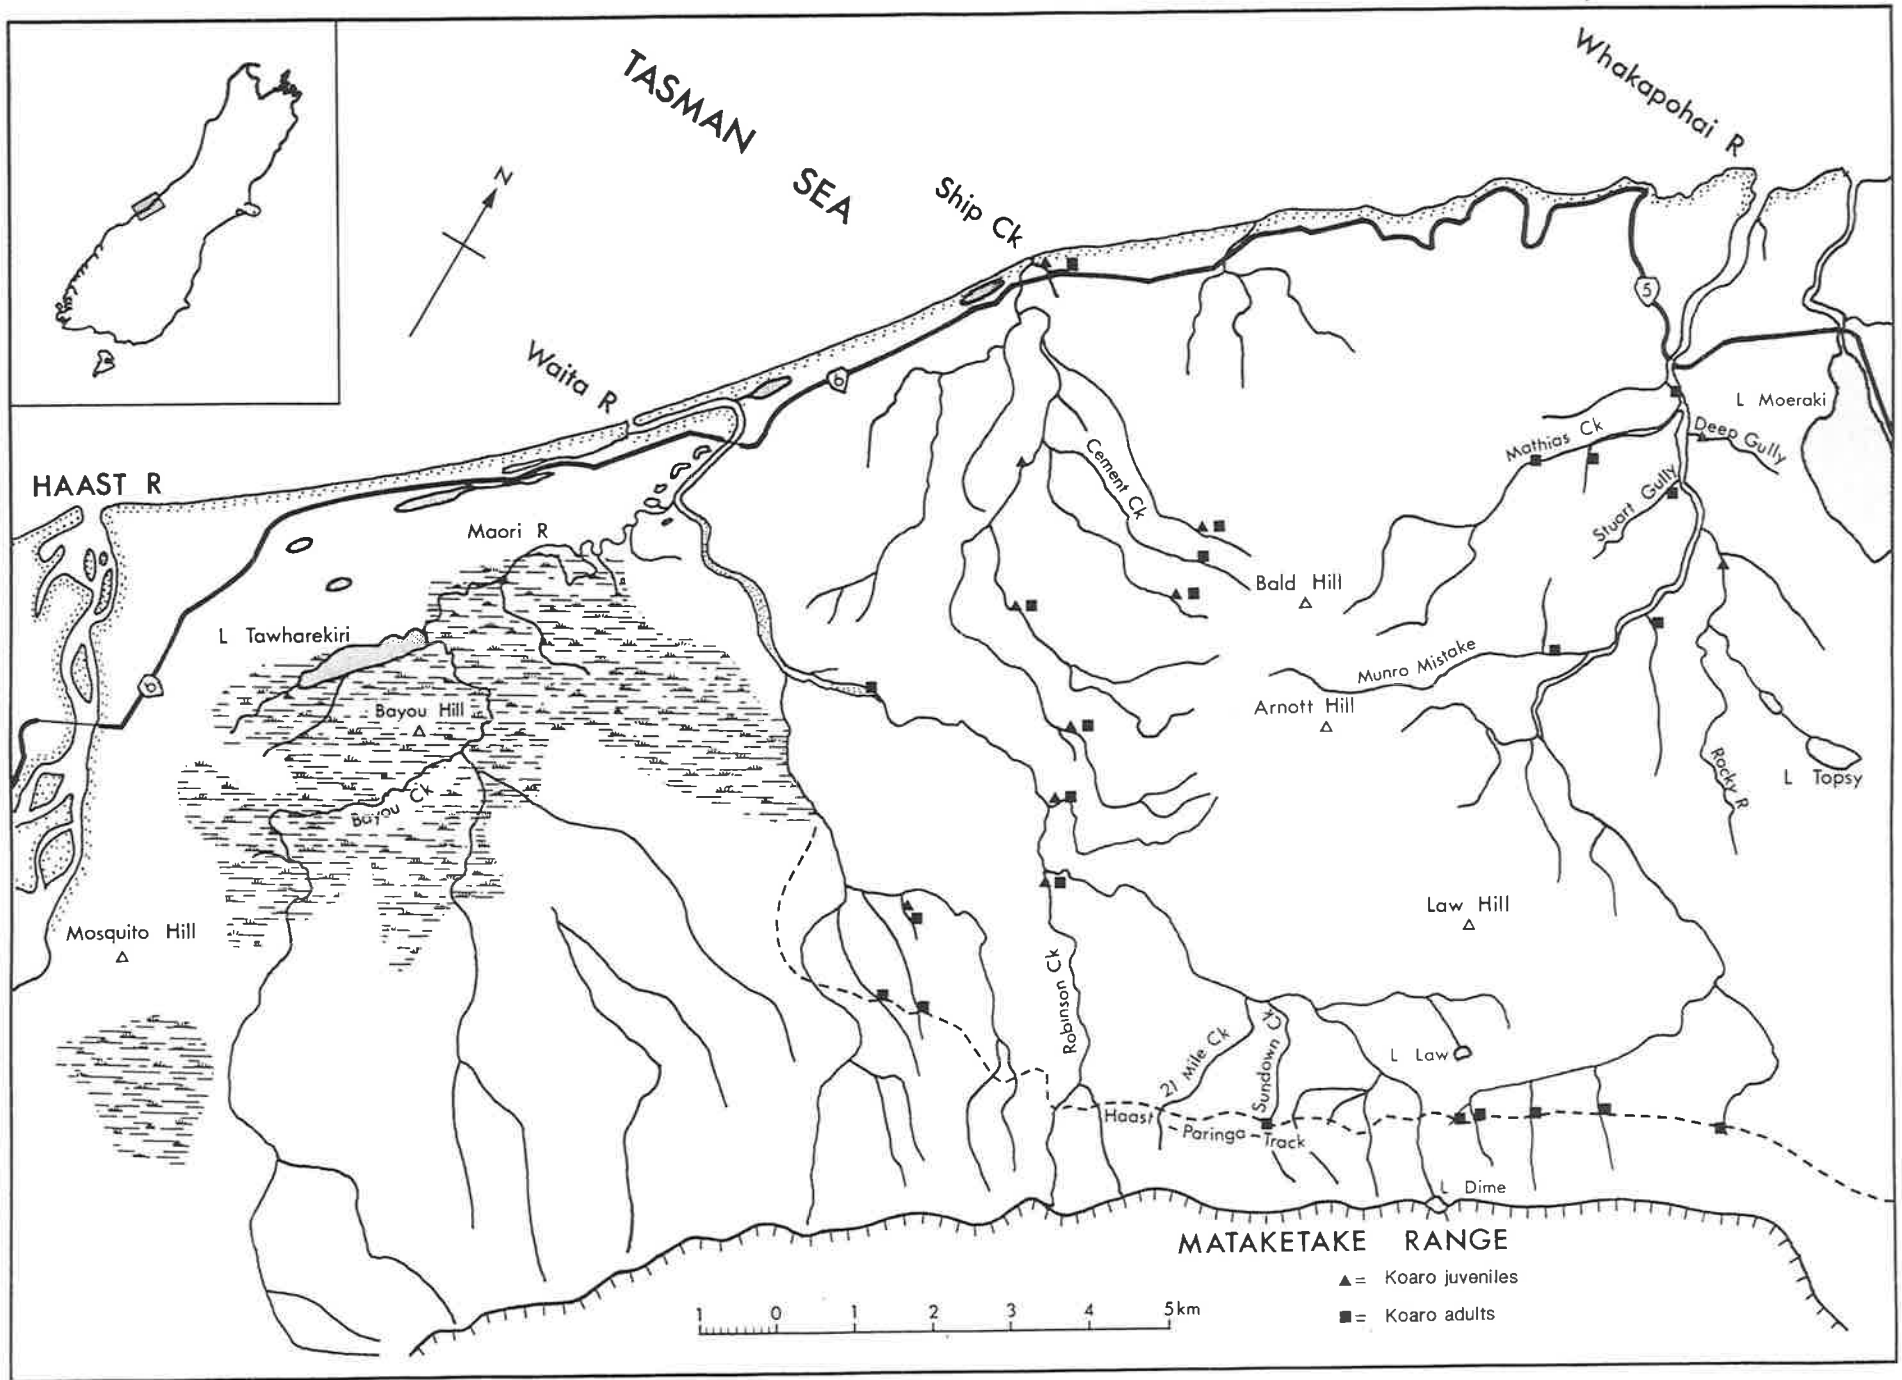 TASMAN
SEA
Whakapohai R
Ship Ck
N
Waita R
6
5
L Moeraki
Mathias Ck
Deep Gully
Cement Ck
Stuart Gully
HAAST R
Maori R
Bald Hill
L Tawharekiri
Munro Mistake
6
Bayou Hill
Arnott Hill
Rocky R
L Topsy
Bayou Ck
Law Hill
Mosquito Hill
Robinson Ck
21 Mile Ck
Sundown Ck
L Law
Haast - Paringa - Track
L Dime
MATAKETAKE RANGE
▲= Koaro juveniles
■= Koaro adults
1 0 1 2 3 4 5km